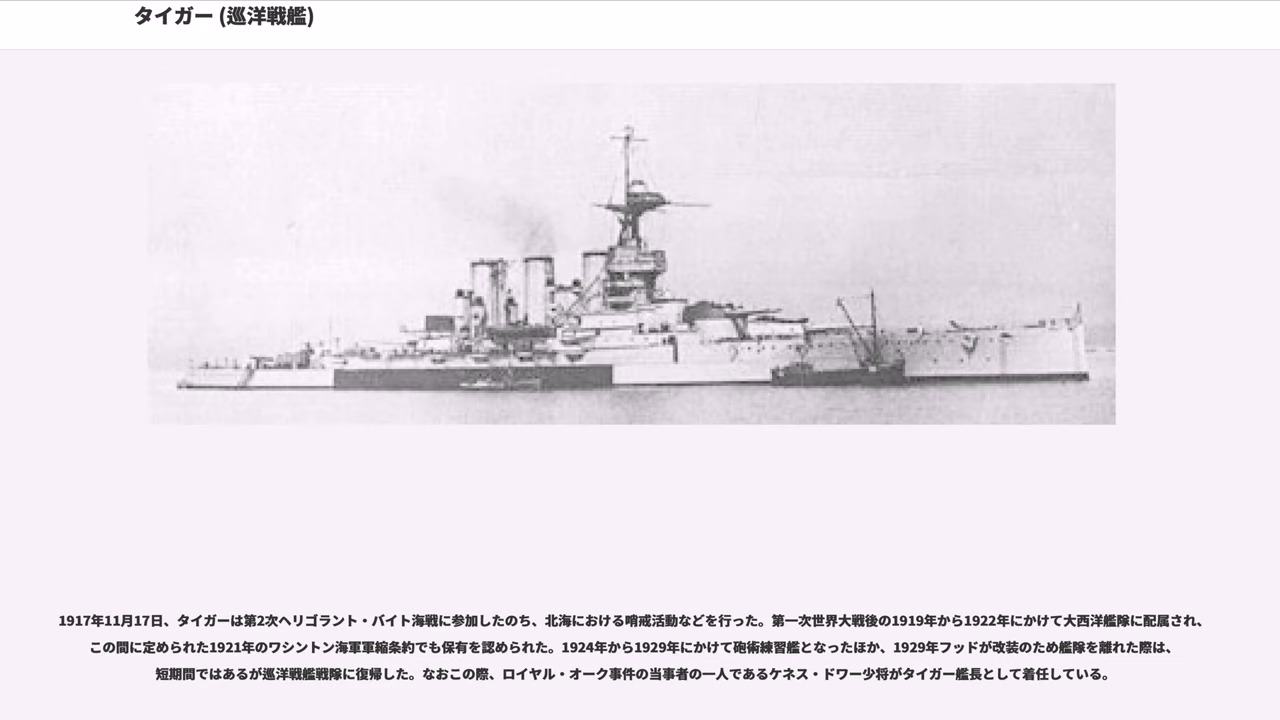 タイガー (巡洋戦艦)
1917年11月17日、タイガーは第2次ヘリゴラント・バイト海戦に参加したのち、北海における哨戒活動などを行った。第一次世界大戦後の1919年から1922年にかけて大西洋艦隊に配属され、
この間に定められた1921年のワシントン海軍軍縮条約でも保有を認められた。1924年から1929年にかけて砲術練習艦となったほか、1929年フッドが改装のため艦隊を離れた際は、
短期間ではあるが巡洋戦艦戦隊に復帰した。なおこの際、ロイヤル・オーク事件の当事者の一人であるケネス・ドワー少将がタイガー艦長として着任している。